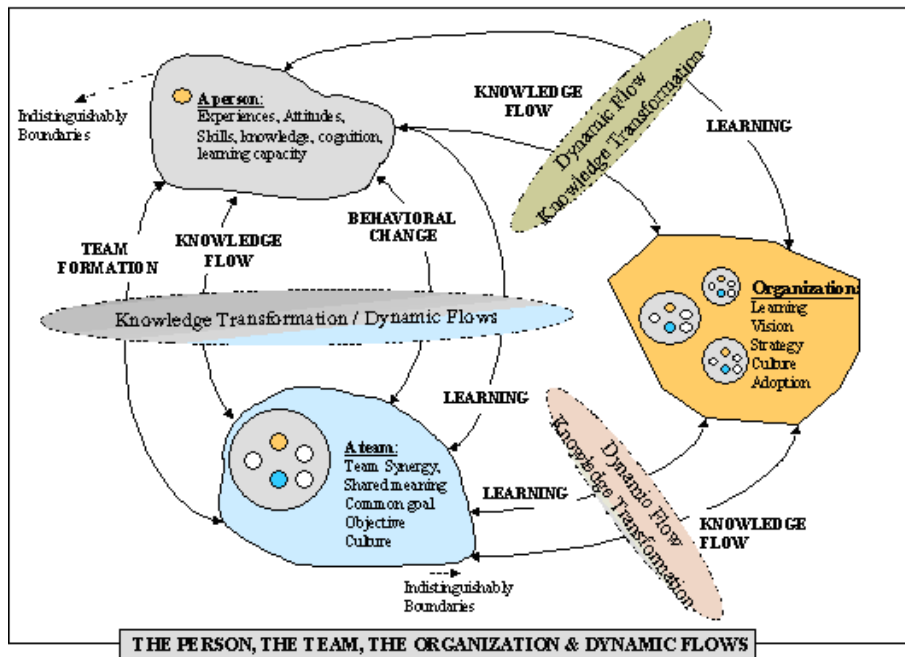 Indistinguishably
Boundaries
A person:
Experiences, Attitudes,
Skills, knowledge, cognition,
learning capacity
KNOWLEDGE
FLOW
Dynamic Flow
Knowledge Transformation
LEARNING
TEAM
FORMATION
KNOWLEDGE
FLOW
BEHAVIORAL
CHANGE
Knowledge Transformation / Dynamic Flows
Organization:
Learning
Vision
Strategy
Culture
Adoption
LEARNING
A team:
Team Synergy,
Shared meaning
Common goal
Objective
Culture
LEARNING
Dynamic Flow
Knowledge Transformation
KNOWLEDGE
FLOW
Indistinguishably
Boundaries
THE PERSON, THE TEAM, THE ORGANIZATION & DYNAMIC FLOWS